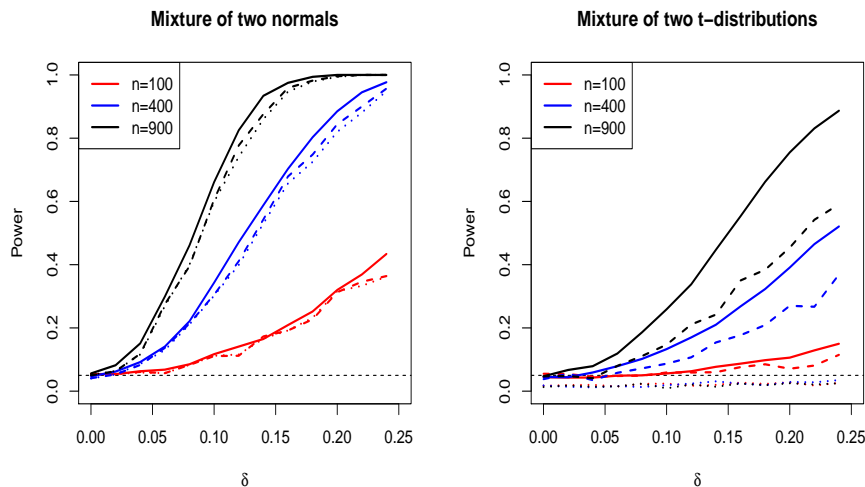 Mixture of two normals
Power
1.0
0.8
0.6
0.4
0.2
0.0
n=100
n=400
n=900
0.00 0.05 0.10 0.15 0.20 0.25
δ
Mixture of two t−distributions
Power
1.0
0.8
0.6
0.4
0.2
0.0
n=100
n=400
n=900
0.00 0.05 0.10 0.15 0.20 0.25
δ